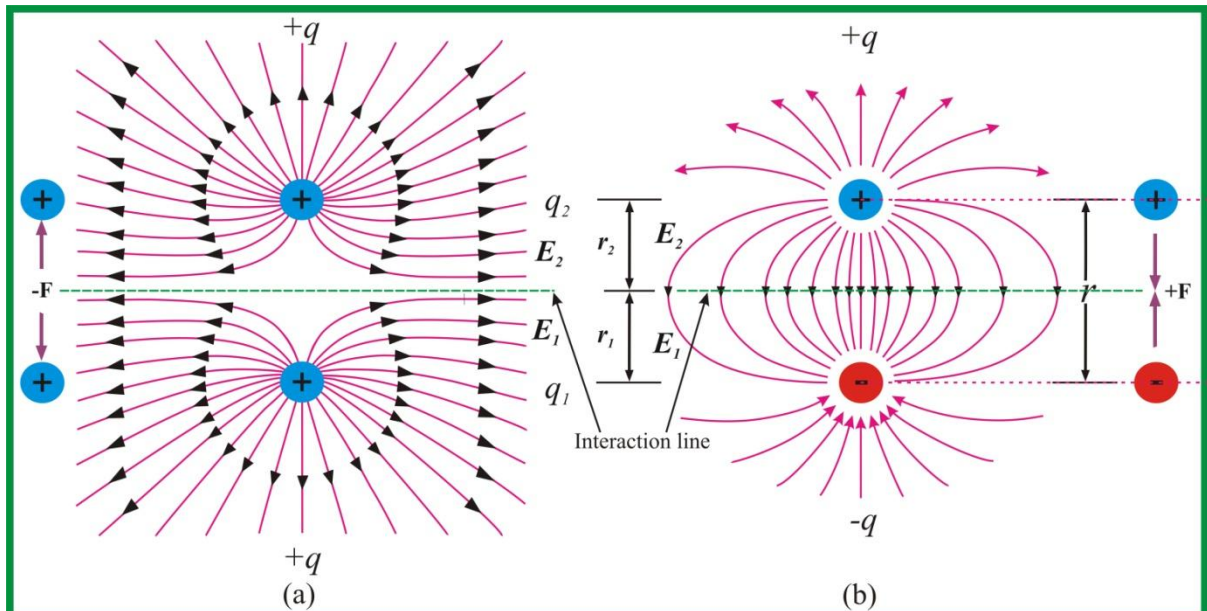 +q
+q
+
+
+
+
q₂
r₂
E₂
E₂
-F
r
+F
E₁
r₁
E₁
+
+
q₁
-
-
Interaction line
+q
-q
(a)
(b)